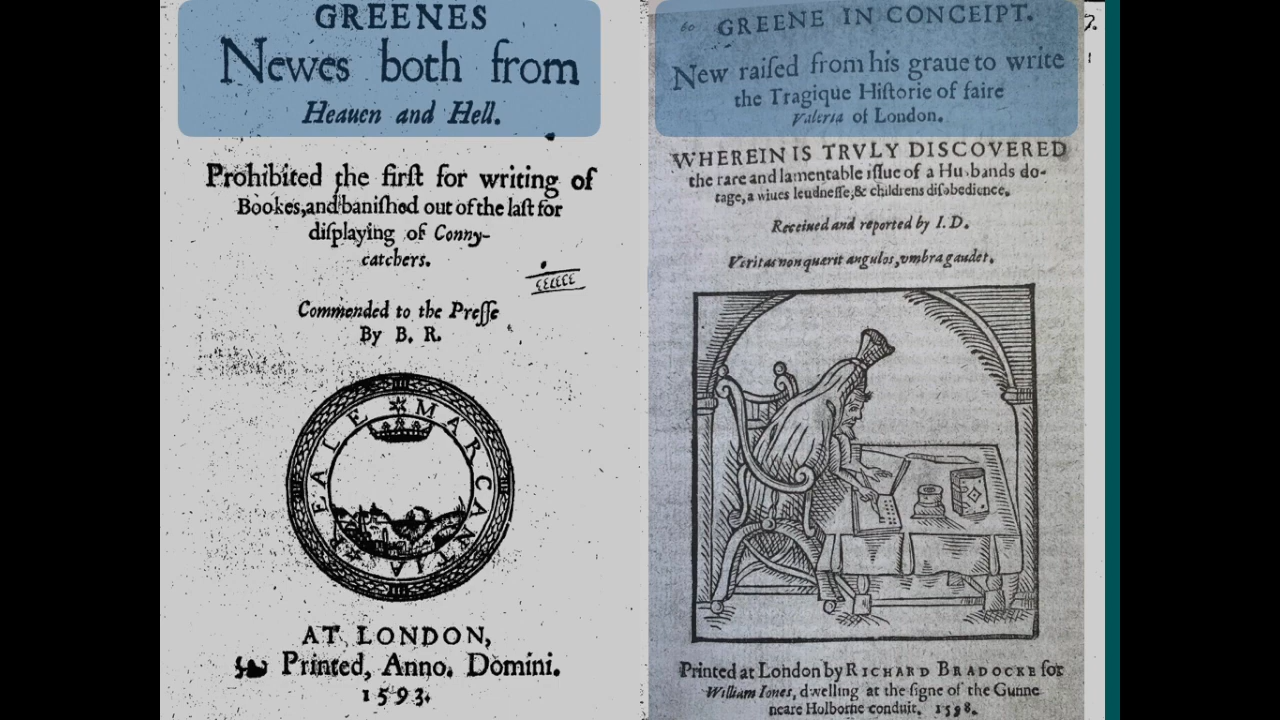 GREENES
Newes both from
Heauen and Hell.
Prohibited the firſt for writing of
Bookes,and baniſhed out of the laſt for
diſplaying of Conny-
catchers.
Commended to the Preſſe
By B. R.
REALE MARCANTIA
AT LONDON,
Printed, Anno. Domini.
1593.
GREENE IN CONCEIPT.
New raiſed from his graue to write
the Tragique Hiſtorie of faire
Valeria of London.
WHEREIN IS TRVLY DISCOVERED
the rare and lamentable iſſue of a Husbands do-
tage, a wiues leudneſſe,& childrens diſobedience.
Receiued and reported by I. D.
Veritas non quærit angulos, vmbra gaudet.
Printed at London by RICHARD BRADOCKE for
William Iones, dwelling at the ſigne of the Gunne
neare Holborne conduit. 1598.